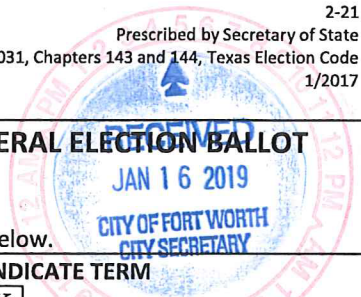 2-21
Prescribed by Secretary of State
031, Chapters 143 and 144, Texas Election Code
1/2017
ERAL ELECTION BALLOT
RECEIVED
JAN 16 2019
CITY OF FORT WORTH
CITY SECRETARY
elow.
NDICATE TERM